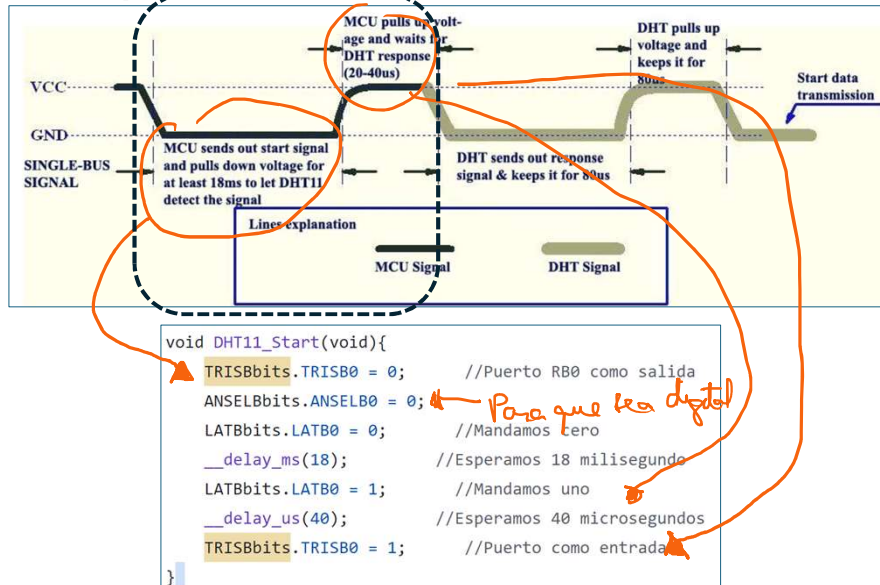 MCU pulls up volt-
age and waits for
DHT response
(20-40us)
DHT pulls up
voltage and
keeps it for
80us
VCC
Start data
transmission
GND
SINGLE-BUS
SIGNAL
MCU sends out start signal
and pulls down voltage for
at least 18ms to let DHT11
detect the signal
DHT sends out response
signal & keeps it for 80us
Lines explanation
MCU Signal
DHT Signal
void DHT11_Start(void){
TRISBbits.TRISB0 = 0; //Puerto RB0 como salida
ANSELBbits.ANSELB0 = 0; Para que sea digital
LATBbits.LATB0 = 0; //Mandamos cero
__delay_ms(18); //Esperamos 18 milisegundo
LATBbits.LATB0 = 1; //Mandamos uno
__delay_us(40); //Esperamos 40 microsegundos
TRISBbits.TRISB0 = 1; //Puerto como entrada
}